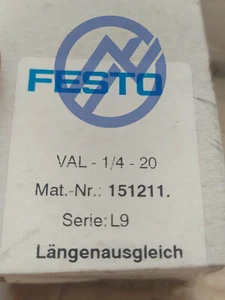 FESTO
VAL - 1/4 - 20
Mat.-Nr.: 151211.
Serie: L9
Längenausgleich